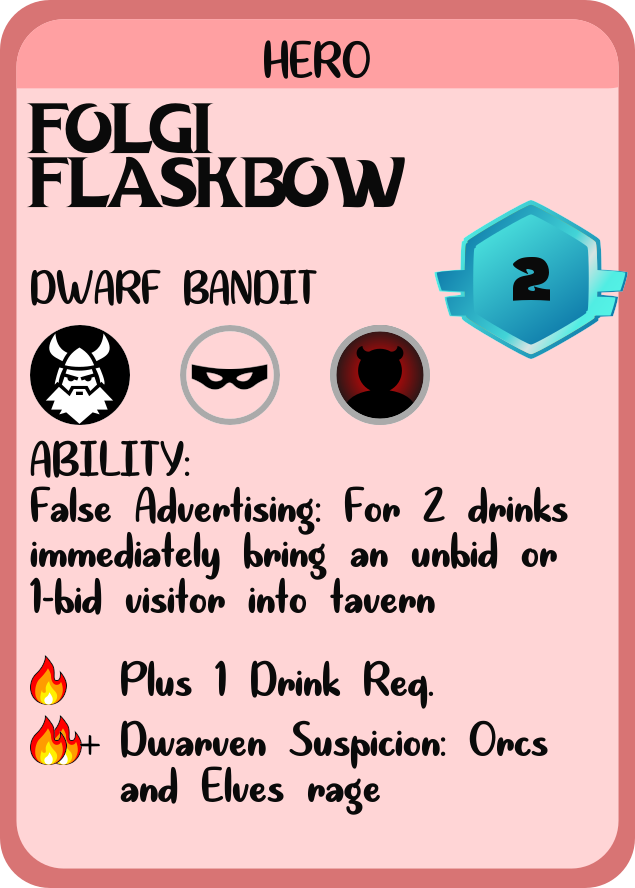 HERO
FOLGI
FLASKBOW
DWARF BANDIT
2
ABILITY:
False Advertising: For 2 drinks
immediately bring an unbid or
1-bid visitor into tavern
Plus 1 Drink Req.
+ Dwarven Suspicion: Orcs
and Elves rage